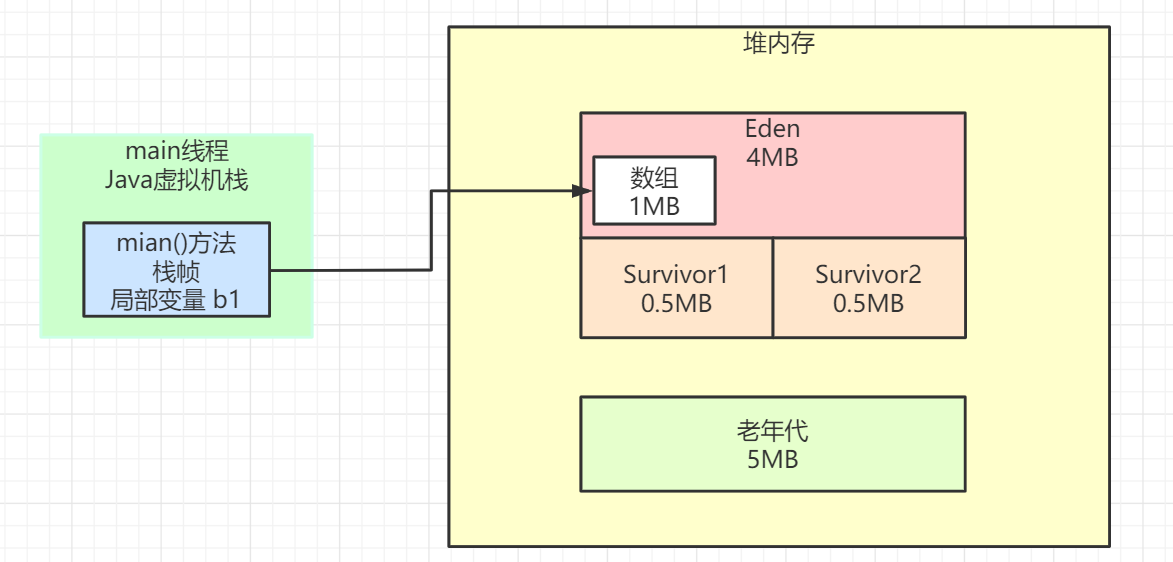 堆内存
main线程
Java虚拟机栈
mian()方法
栈帧
局部变量 b1
Eden
4MB
数组
1MB
Survivor1
0.5MB
Survivor2
0.5MB
老年代
5MB